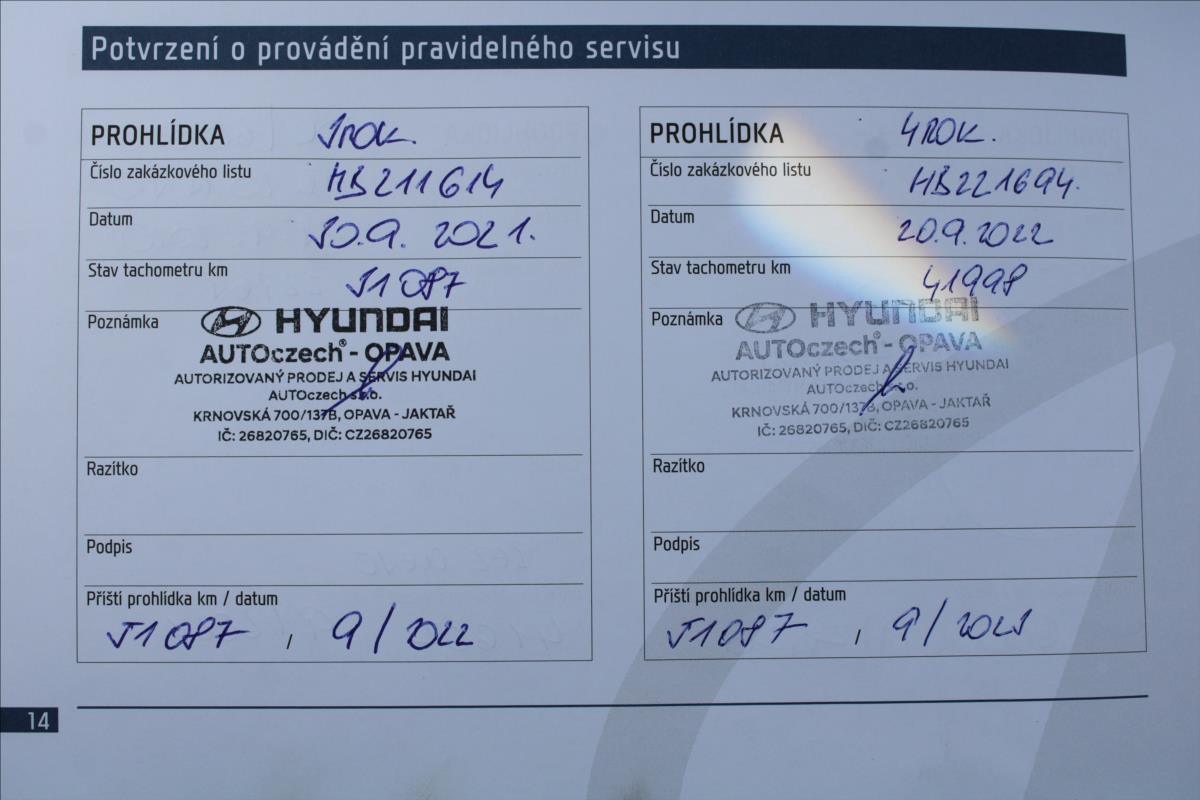 Potvrzení o provádění pravidelného servisu
PROHLÍDKA 3ROK.
Číslo zakázkového listu HB211614
Datum 30.9. 2021.
Stav tachometru km 31087
Poznámka
HYUNDAI
AUTOczech® - OPAVA
AUTORIZOVANÝ PRODEJ A SERVIS HYUNDAI
AUTOczech s.r.o.
KRNOVSKÁ 700/137B, OPAVA - JAKTAŘ
IČ: 26820765, DIČ: CZ26820765
Razítko
Podpis
Příští prohlídka km / datum
/ 9/2022
PROHLÍDKA 4ROK.
Číslo zakázkového listu HB221694.
Datum 20.9.2022
Stav tachometru km 41998
Poznámka
HYUNDAI
AUTOczech® - OPAVA
AUTORIZOVANÝ PRODEJ A SERVIS HYUNDAI
AUTOczech s.r.o.
KRNOVSKÁ 700/137B, OPAVA - JAKTAŘ
IČ: 26820765, DIČ: CZ26820765
Razítko
Podpis
Příští prohlídka km / datum
/ 9/2023
14